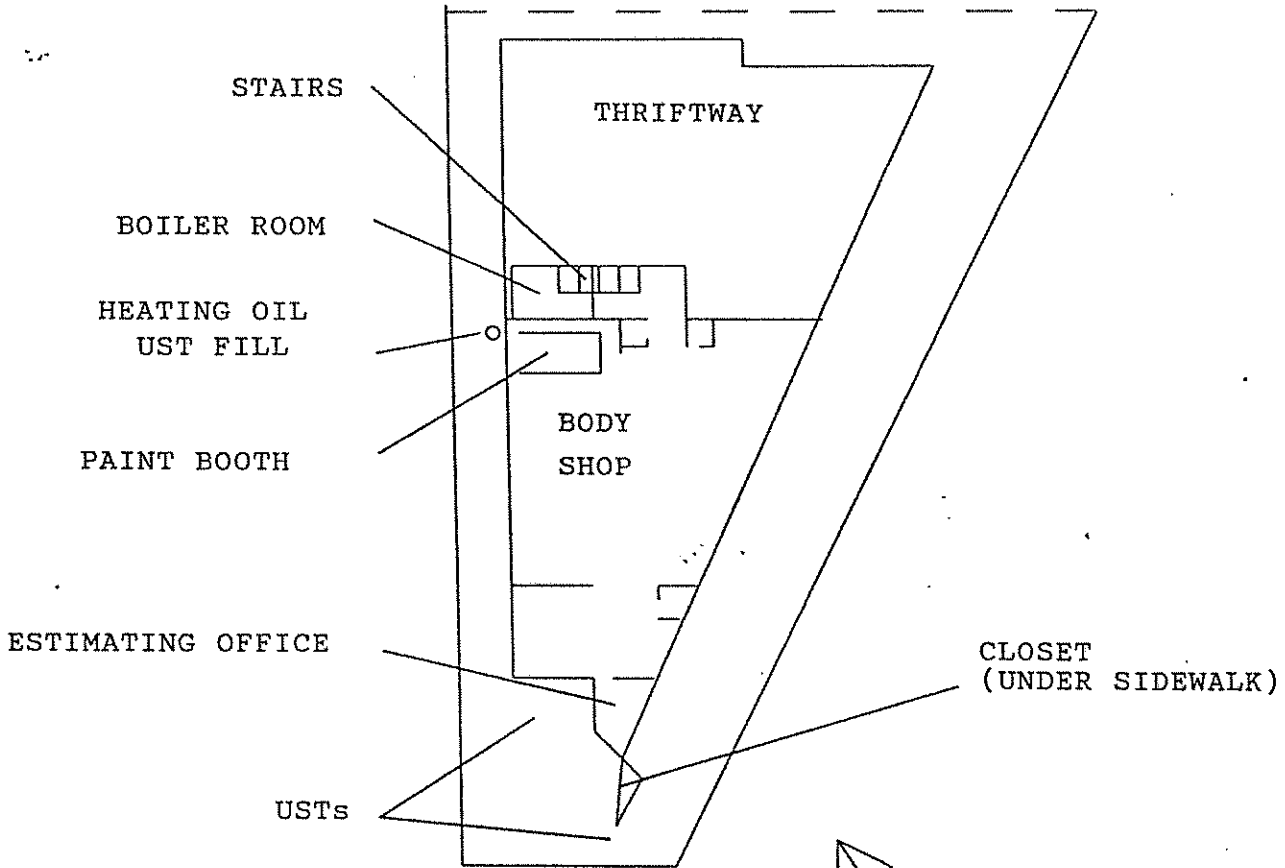 STAIRS
THRIFTWAY
BOILER ROOM
HEATING OIL
UST FILL
BODY
SHOP
PAINT BOOTH
ESTIMATING OFFICE
CLOSET
(UNDER SIDEWALK)
USTs